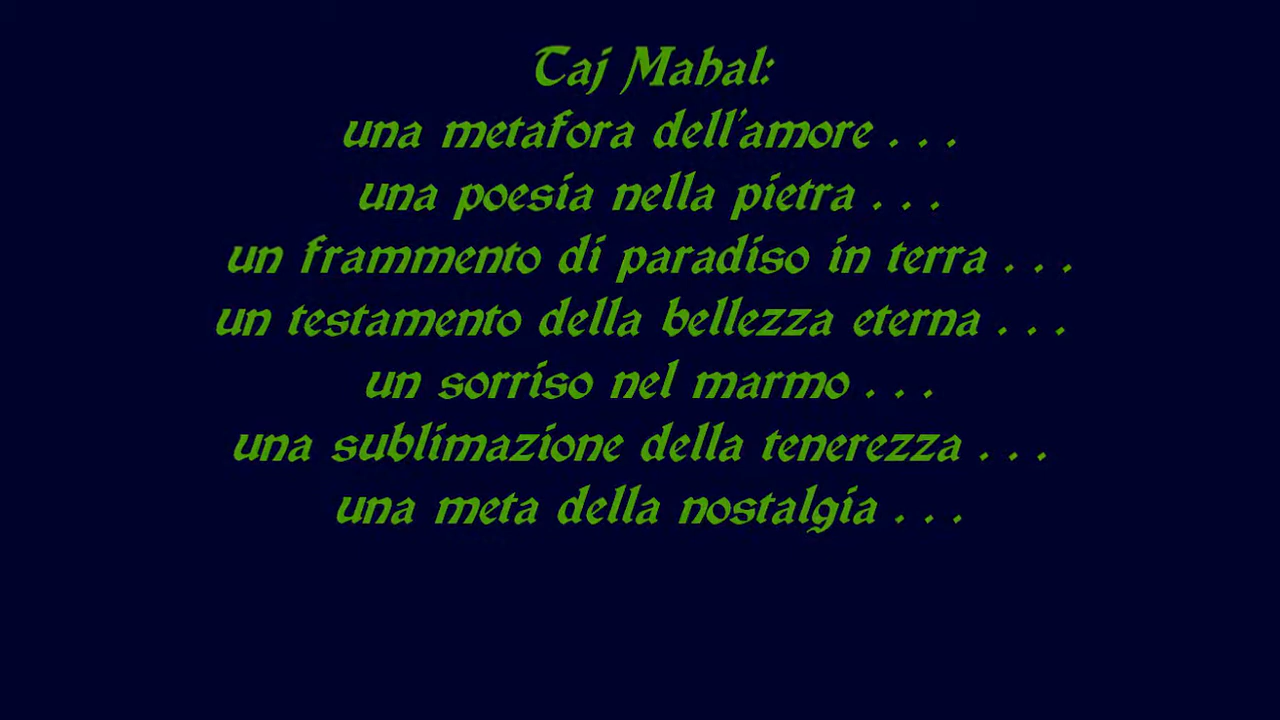 Taj Mahal:
una metafora dell'amore . . .
una poesia nella pietra . . .
un frammento di paradiso in terra . . .
un testamento della bellezza eterna . . .
un sorriso nel marmo . . .
una sublimazione della tenerezza . . .
una meta della nostalgia . . .